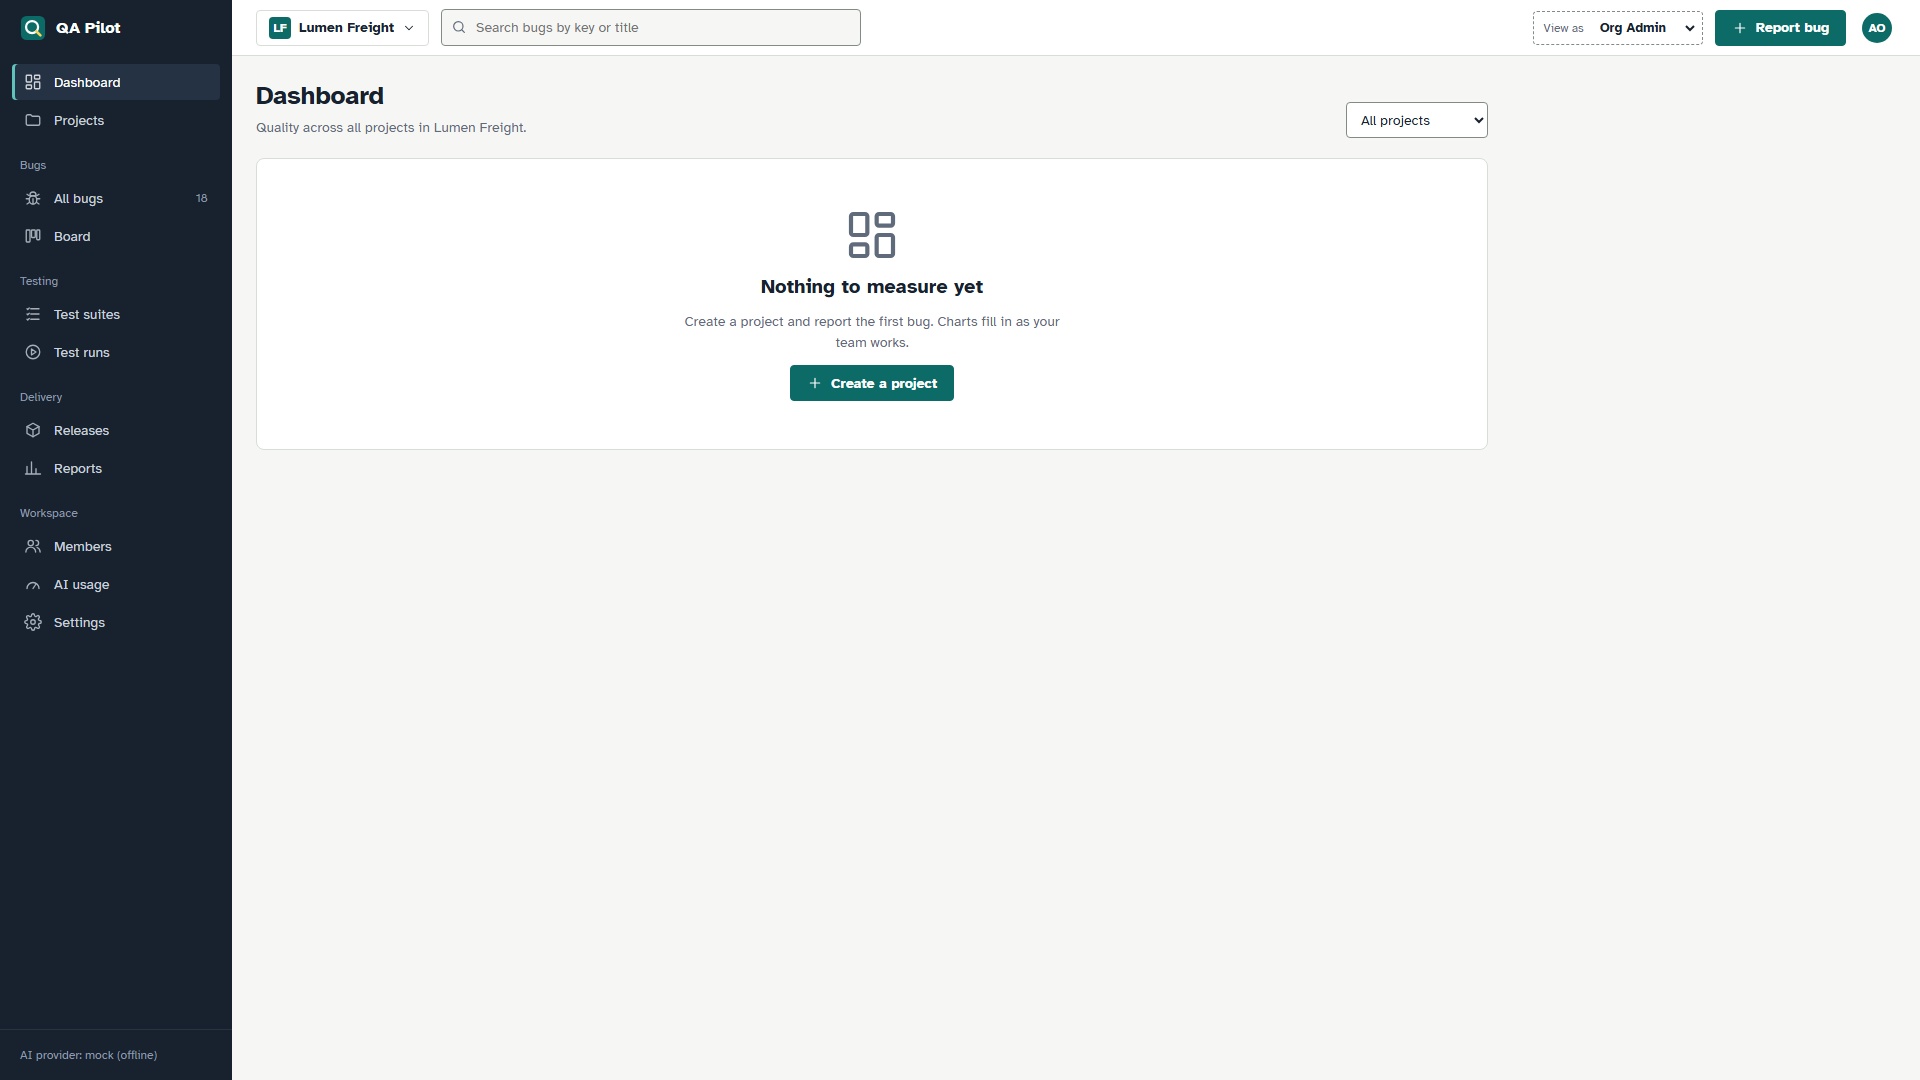 QA Pilot
Dashboard
Projects
Bugs
All bugs 18
Board
Testing
Test suites
Test runs
Delivery
Releases
Reports
Workspace
Members
AI usage
Settings
AI provider: mock (offline)
LF Lumen Freight
Search bugs by key or title
View as Org Admin
Report bug
AO
Dashboard
Quality across all projects in Lumen Freight.
All projects
Nothing to measure yet
Create a project and report the first bug. Charts fill in as your
team works.
Create a project